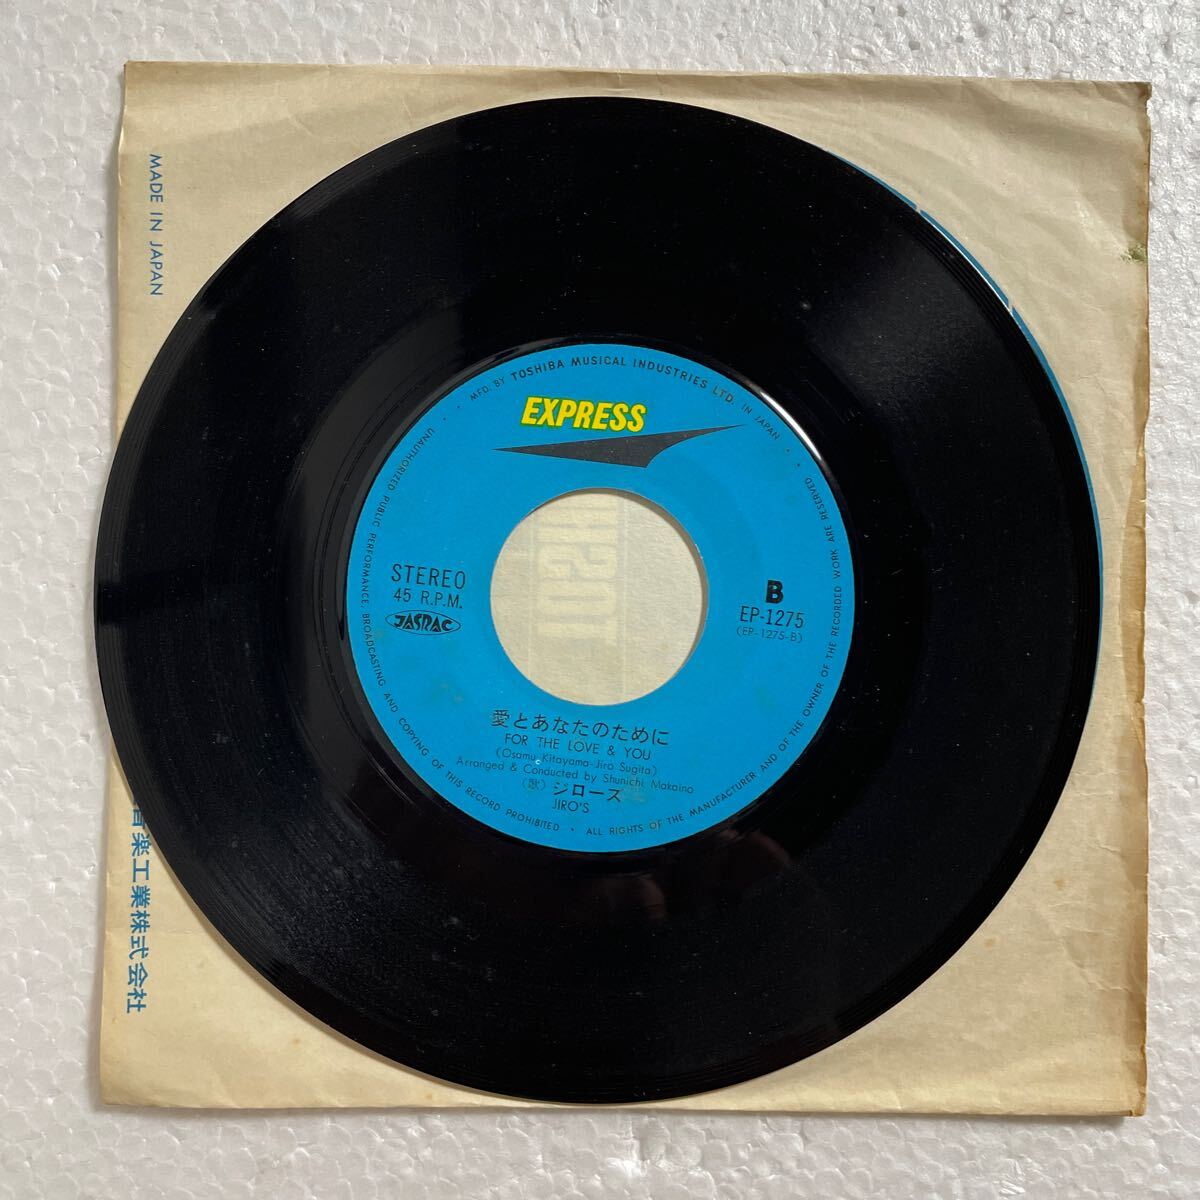 MADE IN JAPAN
音楽工業株式会社
MFD. BY TOSHIBA MUSICAL INDUSTRIES LTD. IN JAPAN
EXPRESS
STEREO
45 R.P.M.
JASRAC
B
EP-1275
(EP-1275-B)
愛とあなたのために
FOR THE LOVE & YOU
(Osamu Kitayama-Jiro Sugita)
Arranged & Conducted by Shunichi Makaino
(歌) ジローズ
JIRO'S
UNAUTHORIZED PUBLIC PERFORMANCE, BROADCASTING AND COPYING OF THIS RECORD PROHIBITED • ALL RIGHTS OF THE MANUFACTURER AND OF THE OWNER OF THE RECORDED WORK ARE RESERVED